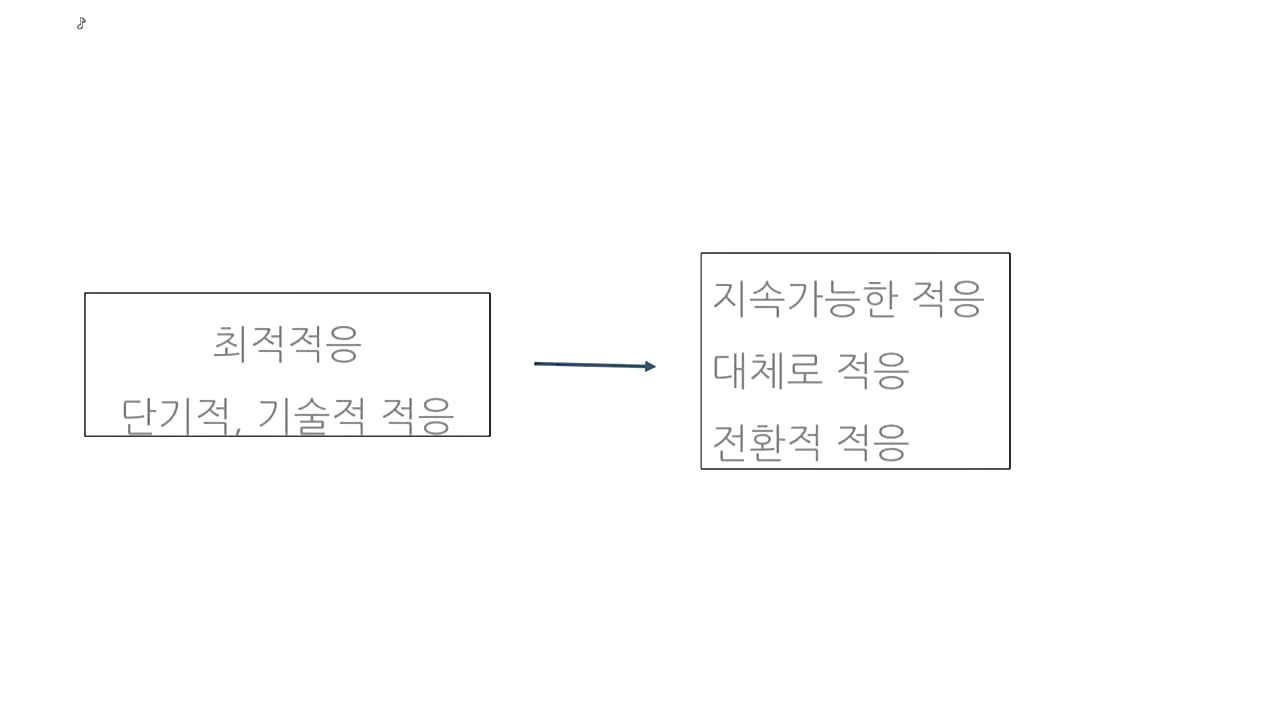 최적적응
단기적, 기술적 적응
지속가능한 적응
대체로 적응
전환적 적응